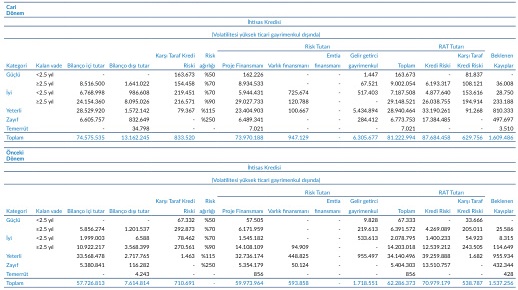 Cari
Dönem
İhtisas Kredisi
(Volatilitesi yüksek ticari gayrimenkul dışında)
Risk Tutarı RAT Tutarı
Kategori Kalan vade Bilanço içi tutar Bilanço dışı tutar Karşı Taraf Kredi Riski Risk ağırlığı Proje Finansmanı Varlık finansmanı Emtia finansmanı Gelir getirici gayrimenkul Toplam Kredi Riski Karşı Taraf Kredi Riski Beklenen Kayıplar
Güçlü <2.5 yıl - - 163.673 %50 162.226 - - 1.447 163.673 - 81.837 -
≥2.5 yıl 8.516.500 1.641.022 154.458 %70 8.934.533 - - 67.521 9.002.054 6.193.317 108.121 36.008
İyi <2.5 yıl 6.768.998 986.608 219.451 %70 5.944.431 725.674 - 517.403 7.187.508 4.877.640 153.616 28.750
≥2.5 yıl 24.154.360 8.095.026 216.571 %90 29.027.733 120.788 - - 29.148.521 26.038.755 194.914 233.188
Yeterli 28.529.920 1.572.142 79.367 %115 23.404.903 100.667 - 5.434.894 28.940.464 33.190.261 91.268 810.333
Zayıf 6.605.757 832.649 - %250 6.489.341 - - 284.412 6.773.753 17.384.485 - 497.697
Temerrüt - 34.798 - - 7.021 - - - 7.021 - - 3.510
Toplam 74.575.535 13.162.245 833.520 73.970.188 947.129 - 6.305.677 81.222.994 87.684.458 629.756 1.609.486
Önceki
Dönem
İhtisas Kredisi
(Volatilitesi yüksek ticari gayrimenkul dışında)
Risk Tutarı RAT Tutarı
Kategori Kalan vade Bilanço içi tutar Bilanço dışı tutar Karşı Taraf Kredi Riski Risk ağırlığı Proje Finansmanı Varlık finansmanı Emtia finansmanı Gelir getirici gayrimenkul Toplam Kredi Riski Karşı Taraf Kredi Riski Beklenen Kayıplar
Güçlü <2.5 yıl - - 67.332 %50 57.505 - - 9.828 67.333 - 33.666 -
≥2.5 yıl 5.856.274 1.201.537 292.873 %70 6.171.959 - - 219.613 6.391.572 4.269.089 205.011 25.586
İyi <2.5 yıl 1.999.003 6.588 78.462 %70 1.545.182 - - 533.613 2.078.795 1.400.233 54.923 8.315
≥2.5 yıl 10.922.217 3.568.399 270.561 %90 14.108.109 94.909 - - 14.203.018 12.539.212 243.505 114.649
Yeterli 33.568.478 2.717.765 1.463 %115 32.736.174 448.825 - 955.497 34.140.496 39.259.888 1.682 955.934
Zayıf 5.380.841 116.282 - %250 5.354.179 50.124 - - 5.404.303 13.510.757 - 432.344
Temerrüt - 4.243 - - 856 - - - 856 - - 428
Toplam 57.726.813 7.614.814 710.691 - 59.973.964 593.858 - 1.718.551 62.286.373 70.979.179 538.787 1.537.256